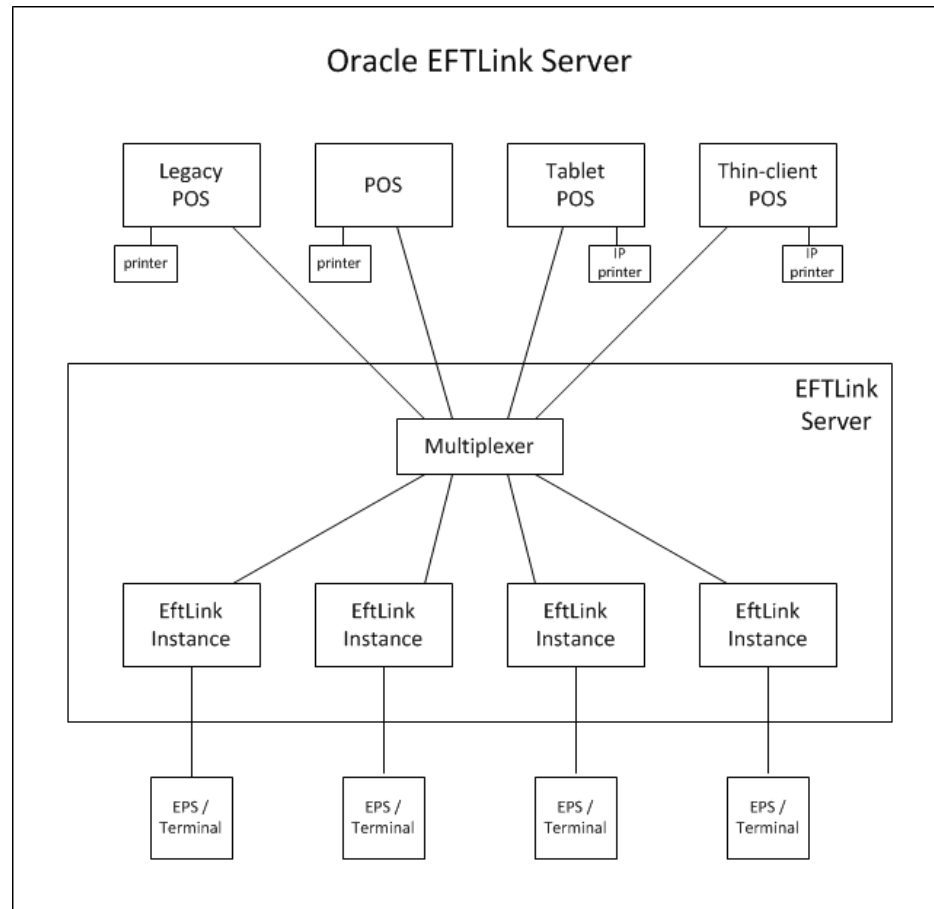 Oracle EFTLink Server
Legacy
POS
POS
Tablet
POS
Thin-client
POS
printer
printer
IP
printer
IP
printer
EFTLink
Server
Multiplexer
EftLink
Instance
EftLink
Instance
EftLink
Instance
EftLink
Instance
EPS /
Terminal
EPS /
Terminal
EPS /
Terminal
EPS /
Terminal